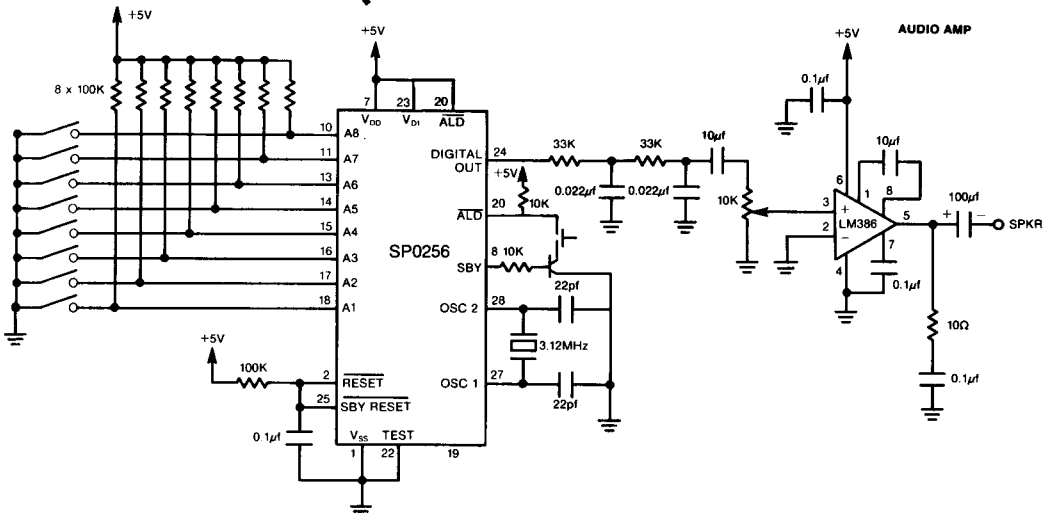 +5V
8 x 100K
10 A8
11 A7
13 A6
14 A5
15 A4
16 A3
17 A2
18 A1
+5V
100K
2 RESET
25 SBY RESET
0.1µf
VSS TEST
1 22 19
+5V
7 23 20
VDD VD1 ALD
SP0256
DIGITAL OUT 24
ALD 20
SBY 8
OSC 2 28
OSC 1 27
+5V
10K
10K
22pf
3.12MHz
22pf
33K 33K 10µf
0.022µf 0.022µf
10K
AUDIO AMP
+5V
0.1µf
10µf
6 1 8
3 + LM386 5
2 −
7
4
0.1µf
100µf
+ −
SPKR
10Ω
0.1µf